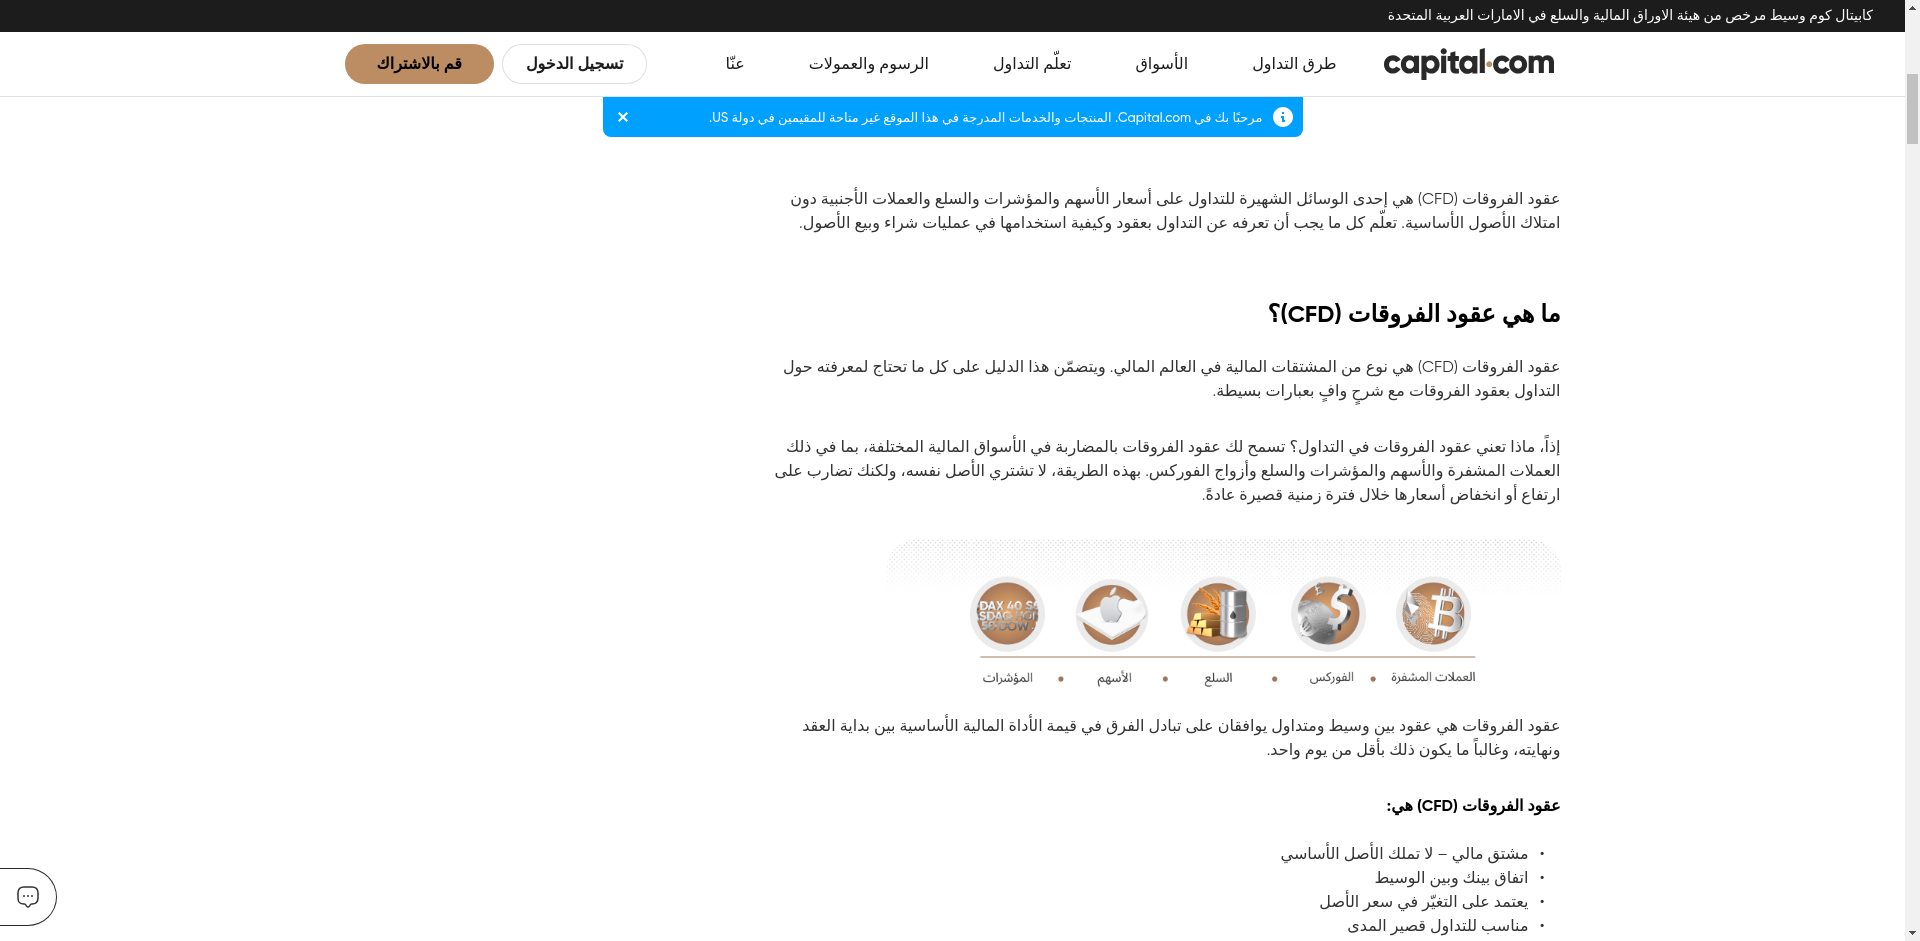 كابيتال كوم وسيط مرخص من هيئة الاوراق المالية والسلع في الامارات العربية المتحدة
capital.com
طرق التداول
الأسواق
تعلّم التداول
الرسوم والعمولات
عنّا
تسجيل الدخول
قم بالاشتراك
مرحبًا بك في Capital.com. المنتجات والخدمات المدرجة في هذا الموقع غير متاحة للمقيمين في دولة US.
عقود الفروقات (CFD) هي إحدى الوسائل الشهيرة للتداول على أسعار الأسهم والمؤشرات والسلع والعملات الأجنبية دون
امتلاك الأصول الأساسية. تعلّم كل ما يجب أن تعرفه عن التداول بعقود وكيفية استخدامها في عمليات شراء وبيع الأصول.
ما هي عقود الفروقات (CFD)؟
عقود الفروقات (CFD) هي نوع من المشتقات المالية في العالم المالي. ويتضمّن هذا الدليل على كل ما تحتاج لمعرفته حول
التداول بعقود الفروقات مع شرحٍ وافٍ بعبارات بسيطة.
إذاً، ماذا تعني عقود الفروقات في التداول؟ تسمح لك عقود الفروقات بالمضاربة في الأسواق المالية المختلفة، بما في ذلك
العملات المشفرة والأسهم والمؤشرات والسلع وأزواج الفوركس. بهذه الطريقة، لا تشتري الأصل نفسه، ولكنك تضارب على
ارتفاع أو انخفاض أسعارها خلال فترة زمنية قصيرة عادةً.
DAX 40
العملات المشفرة • الفوركس • السلع • الأسهم • المؤشرات
عقود الفروقات هي عقود بين وسيط ومتداول يوافقان على تبادل الفرق في قيمة الأداة المالية الأساسية بين بداية العقد
ونهايته، وغالباً ما يكون ذلك بأقل من يوم واحد.
عقود الفروقات (CFD) هي:
• مشتق مالي – لا تملك الأصل الأساسي
• اتفاق بينك وبين الوسيط
• يعتمد على التغيّر في سعر الأصل
• مناسب للتداول قصير المدى